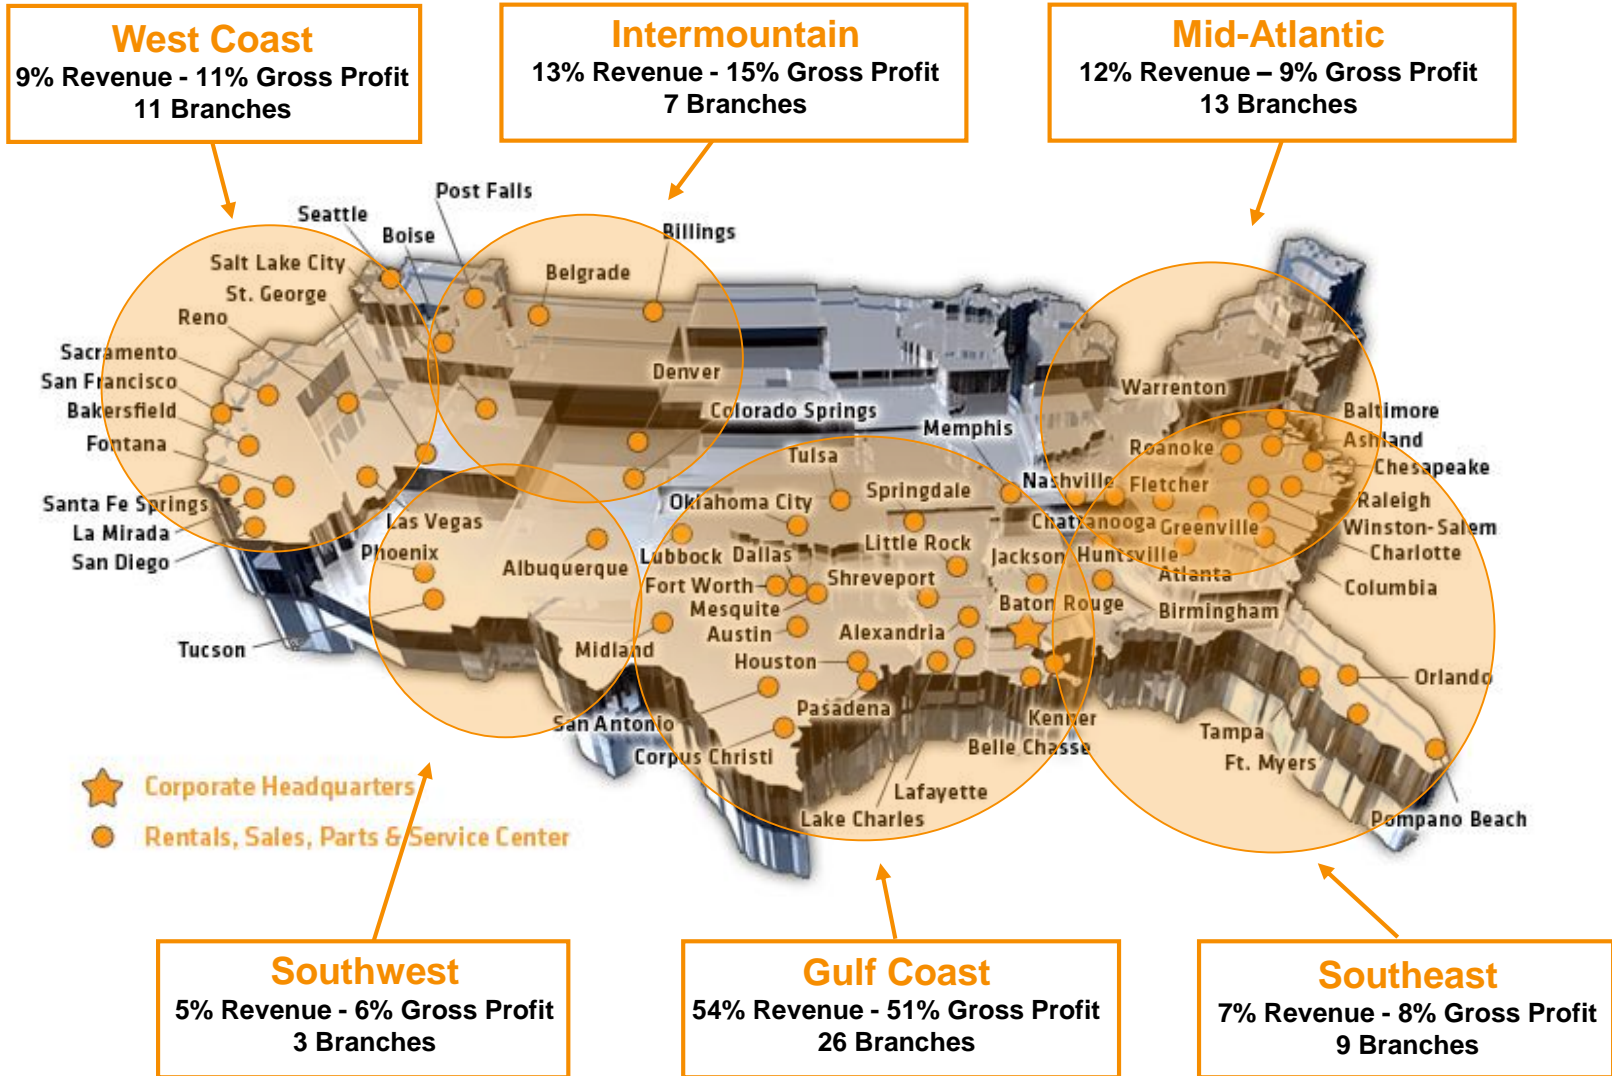 West Coast
9% Revenue - 11% Gross Profit
11 Branches
Intermountain
13% Revenue - 15% Gross Profit
7 Branches
Mid-Atlantic
12% Revenue – 9% Gross Profit
13 Branches
Post Falls
Seattle
Boise
Billings
Salt Lake City
Belgrade
St. George
Reno
Sacramento
San Francisco
Bakersfield
Fontana
Santa Fe Springs
La Mirada
San Diego
Las Vegas
Phoenix
Tucson
Denver
Colorado Springs
Albuquerque
Memphis
Tulsa
Oklahoma City
Springdale
Lubbock
Dallas
Little Rock
Fort Worth
Mesquite
Shreveport
Austin
Alexandria
Midland
Houston
San Antonio
Pasadena
Corpus Christi
Jackson
Baton Rouge
Kenner
Belle Chasse
Lafayette
Lake Charles
Warrenton
Baltimore
Roanoke
Ashland
Chesapeake
Nashville
Fletcher
Raleigh
Chattanooga
Greenville
Winston-Salem
Huntsville
Charlotte
Atlanta
Columbia
Birmingham
Orlando
Tampa
Ft. Myers
Pompano Beach
Corporate Headquarters
Rentals, Sales, Parts & Service Center
Southwest
5% Revenue - 6% Gross Profit
3 Branches
Gulf Coast
54% Revenue - 51% Gross Profit
26 Branches
Southeast
7% Revenue - 8% Gross Profit
9 Branches